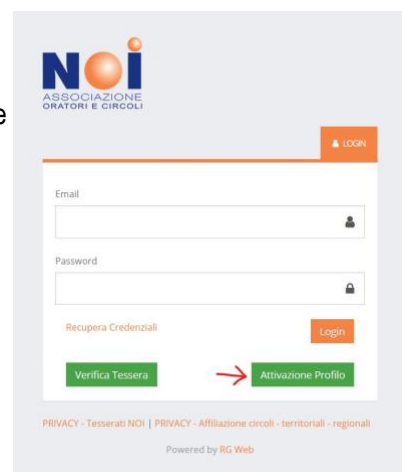 NOI
ASSOCIAZIONE
ORATORI E CIRCOLI
e
LOGIN
Email
Password
Recupera Credenziali
Login
Verifica Tessera
Attivazione Profilo
PRIVACY - Tesserati NOI | PRIVACY - Affiliazione circoli - territoriali - regionali
Powered by RG Web